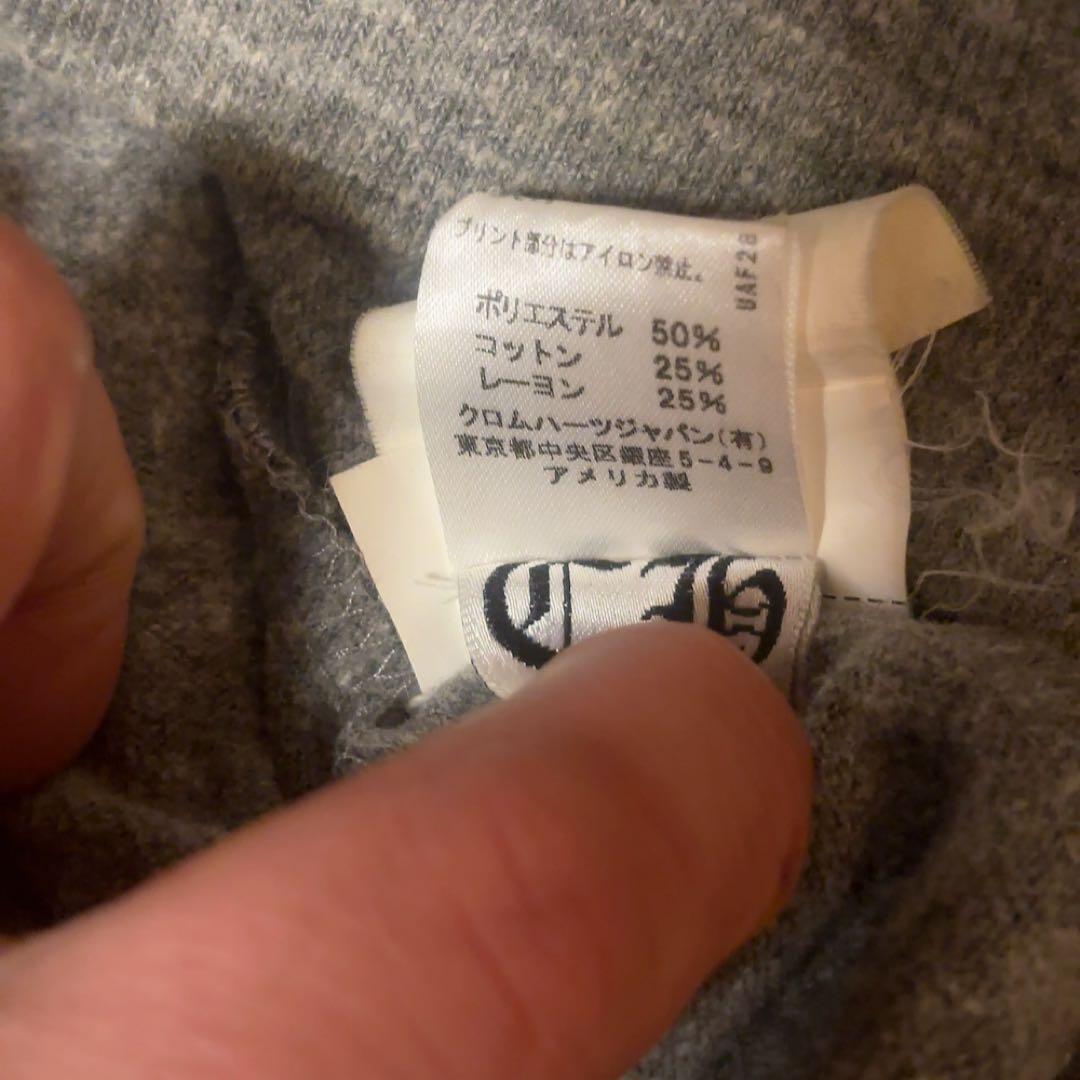 プリント部分はアイロン禁止。
UAF28
ポリエステル 50%
コットン 25%
レーヨン 25%
クロムハーツジャパン(有)
東京都中央区銀座5-4-9
アメリカ製
CH